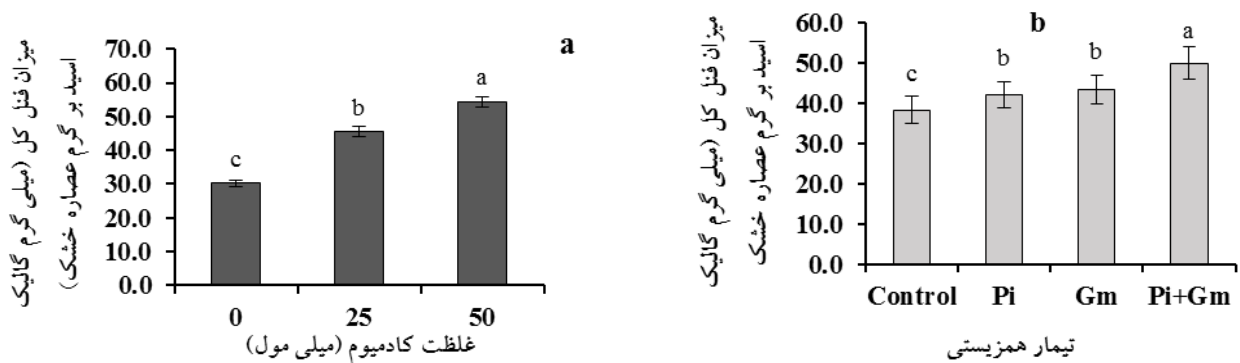 a
میزان فنل کل (میلی گرم گالیک
اسید بر گرم عصاره خشک)
70.0
60.0
50.0
40.0
30.0
20.0
10.0
0.0
c
b
a
0 25 50
غلظت کادمیوم (میلی مول)
b
میزان فنل کل (میلی گرم گالیک
اسید بر گرم عصاره خشک
60.0
50.0
40.0
30.0
20.0
10.0
0.0
c
b
b
a
Control Pi Gm Pi+Gm
تیمار همزیستی